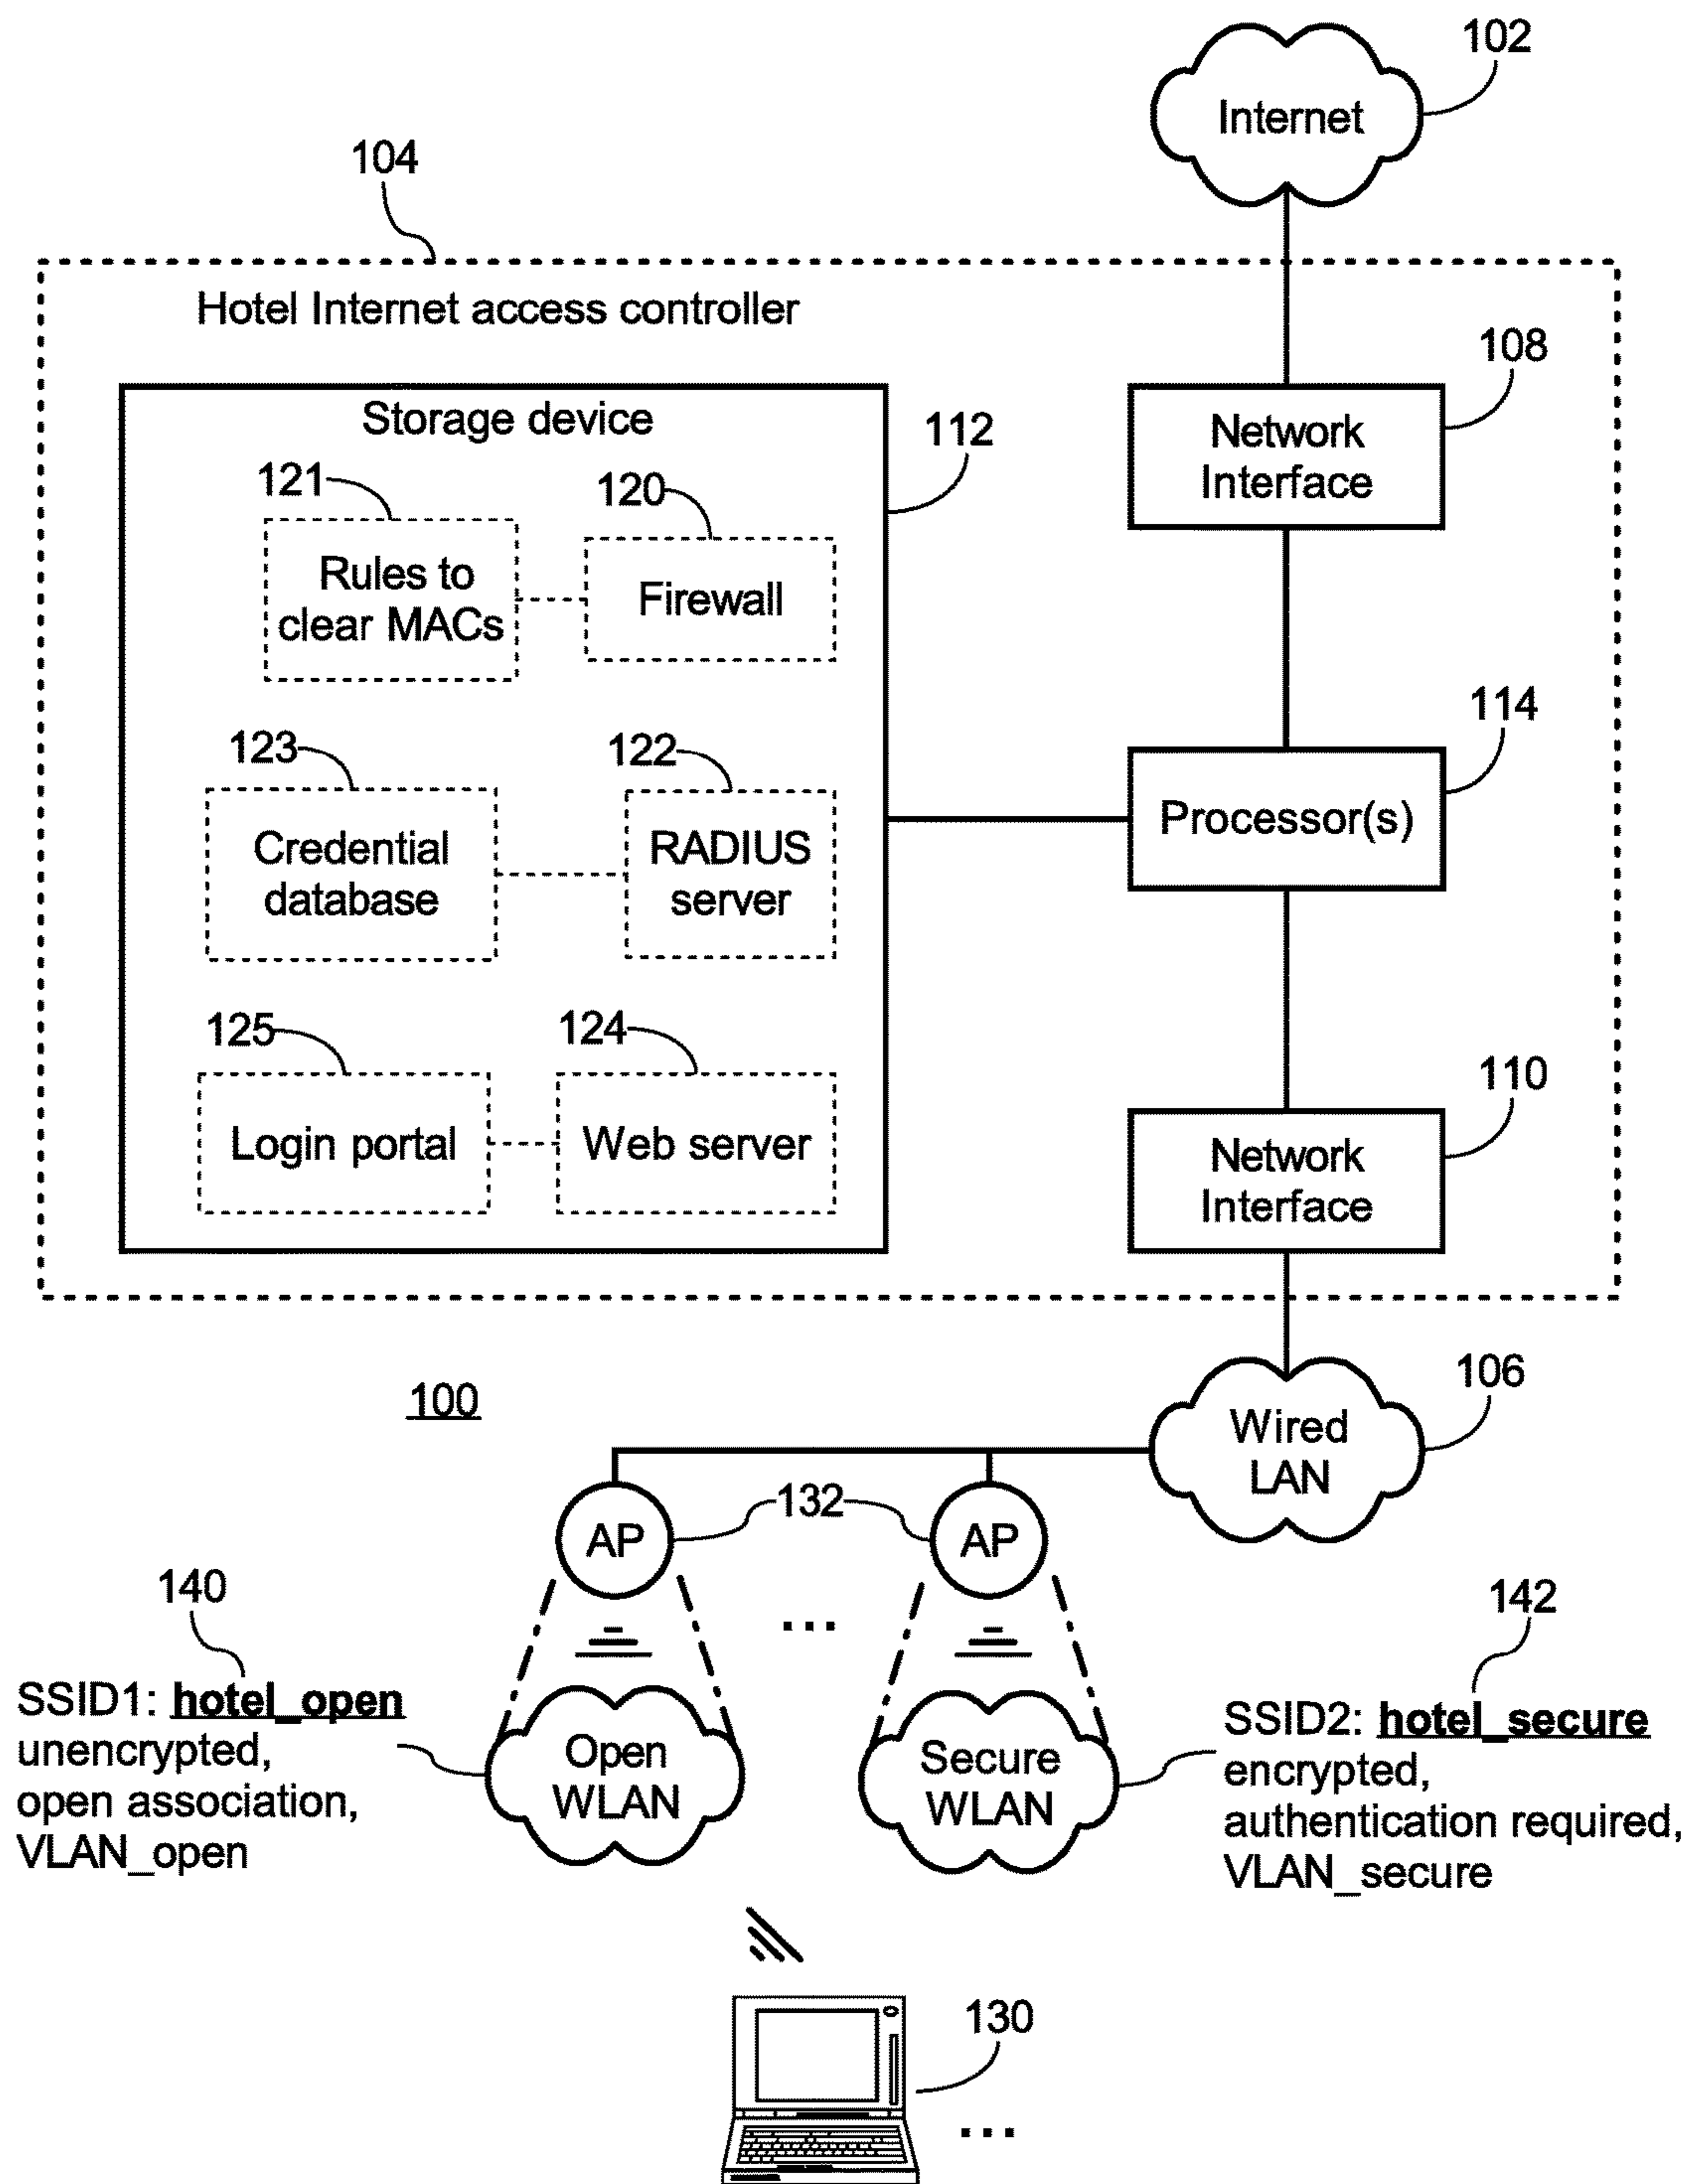 102
Internet
104
Hotel Internet access controller
108
Network
Interface
Storage device
112
121
120
Rules to
clear MACs
Firewall
114
Processor(s)
123
122
Credential
database
RADIUS
server
125
124
Login portal
Web server
110
Network
Interface
100
106
Wired
LAN
132
AP
AP
140
142
...
SSID1: hotel_open
unencrypted,
open association,
VLAN_open
Open
WLAN
Secure
WLAN
SSID2: hotel_secure
encrypted,
authentication required,
VLAN_secure
130
...